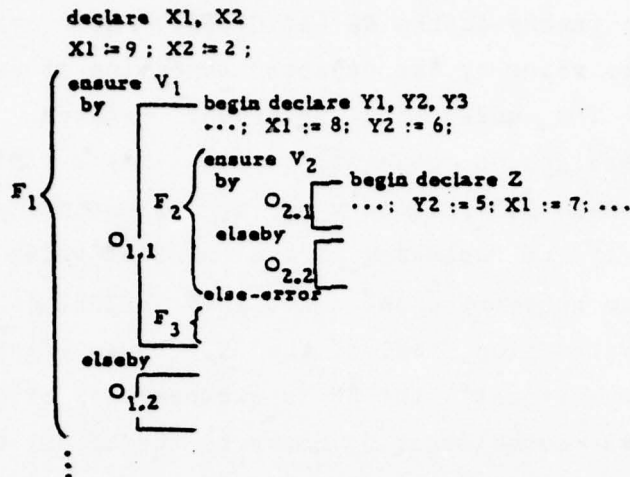 declare X1, X2
X1 := 9 ; X2 := 2 ;
ensure V1
by
begin declare Y1, Y2, Y3
...; X1 := 8; Y2 := 6;
ensure V2
by
begin declare Z
...; Y2 := 5; X1 := 7; ...
F1
F2
O2.1
O1.1
elseby
O2.2
else-error
F3
elseby
O1.2